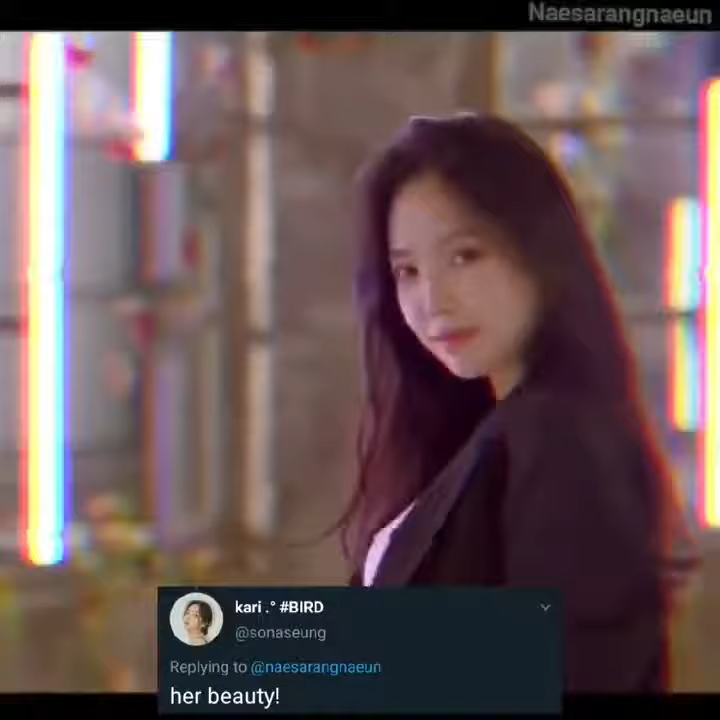 Naesarangnaeun
kari .° #BIRD
@sonaseung
Replying to @naesarangnaeun
her beauty!